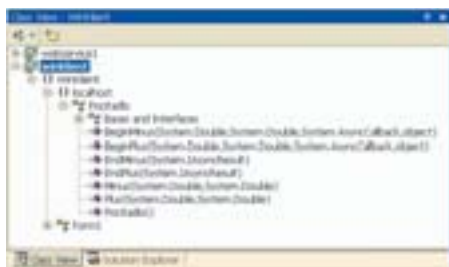 Class View - WinClient
webservice1
winclient
winclient
localhost
Bases and Interfaces
BeginMinus(System.Double,System.Double,System.AsyncCallback,object)
BeginPlus(System.Double,System.Double,System.AsyncCallback,object)
EndMinus(System.IAsyncResult)
EndPlus(System.IAsyncResult)
Minus(System.Double,System.Double)
Plus(System.Double,System.Double)
Form1
Class View
Solution Explorer